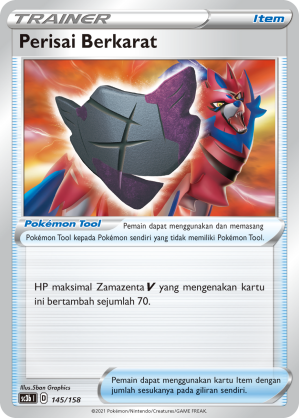 TRAINER
Item
Perisai Berkarat
Pokémon Tool
Pemain dapat menggunakan dan memasang
Pokémon Tool kepada Pokémon sendiri yang tidak memiliki Pokémon Tool.
HP maksimal Zamazenta V yang mengenakan kartu
ini bertambah sejumlah 70.
Illus.5ban Graphics
sc3b I D 145/158
Pemain dapat menggunakan kartu Item dengan
jumlah sesukanya pada giliran sendiri.
©2021 Pokémon/Nintendo/Creatures/GAME FREAK.